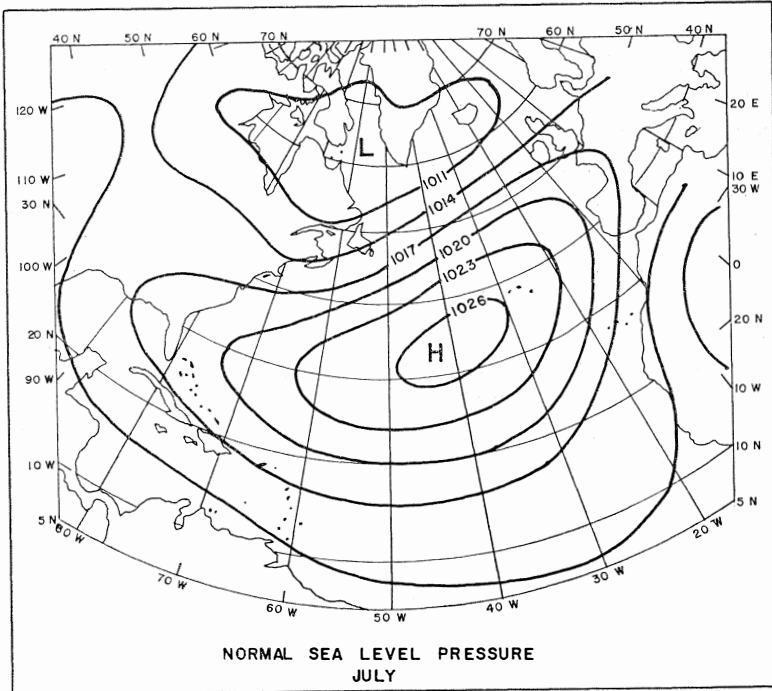 40 N 50 N 60 N 70 N 70 N 60 N 50 N 40 N
120 W
20 E
L
110 W
1011
10 E
30 N
1014
30 W
1017
1020
100 W
1023
0
1026
20 N
H
20 N
90 W
10 W
10 N
10 W
5 N
5 N
80 W
20 W
70 W
30 W
60 W
50 W
40 W
NORMAL SEA LEVEL PRESSURE
JULY